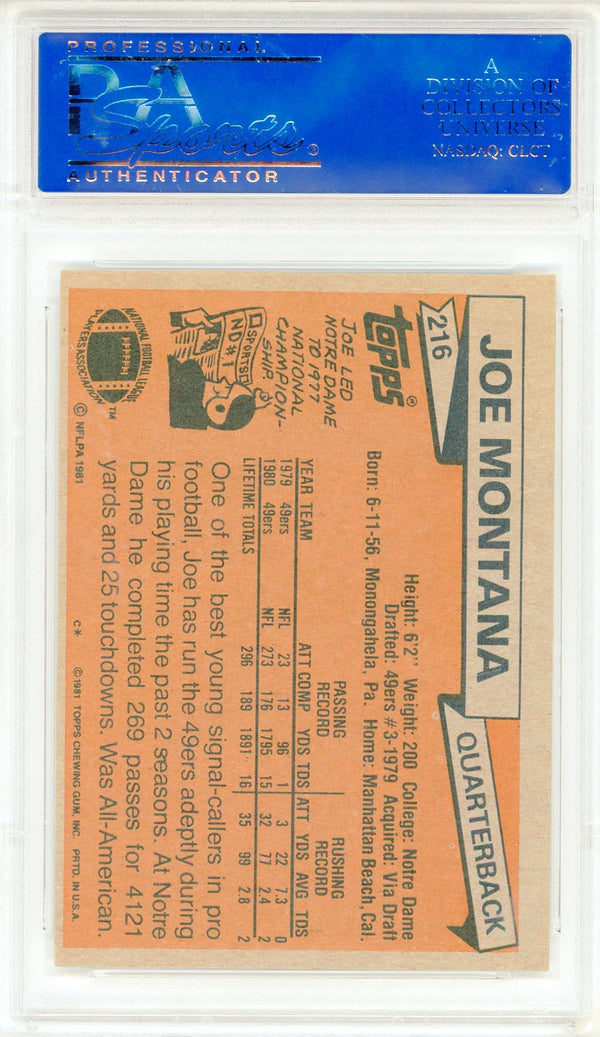 PROFESSIONAL
PSA
Sports ®
AUTHENTICATOR
A
DIVISION OF
COLLECTORS
UNIVERSE
NASDAQ: CLCT
JOE MONTANA
QUARTERBACK
216
topps®
Height: 6'2" Weight: 200 College: Notre Dame
Drafted: 49ers #3-1979 Acquired: Via Draft
Born: 6-11-56, Monongahela, Pa. Home: Manhattan Beach, Cal.
JOE LED
NOTRE DAME
TO 1977
NATIONAL
CHAMPION-
SHIP
SPORTS
ND #1
PASSING RECORD RUSHING RECORD
YEAR TEAM ATT COMP YDS TDS ATT YDS AVG TDS
1979 49ers NFL 23 13 96 1 3 22 7.3 0
1980 49ers NFL 273 176 1795 15 32 77 2.4 2
LIFETIME TOTALS 296 189 1891 16 35 99 2.8 2
One of the best young signal-callers in pro
football, Joe has run the 49ers adeptly during
his playing time the past 2 seasons. At Notre
Dame he completed 269 passes for 4121
yards and 25 touchdowns. Was All-American.
NATIONAL FOOTBALL LEAGUE
PLAYERS ASSOCIATION
TM
© NFLPA 1981
C* © 1981 TOPPS CHEWING GUM, INC. PRTD. IN U.S.A.